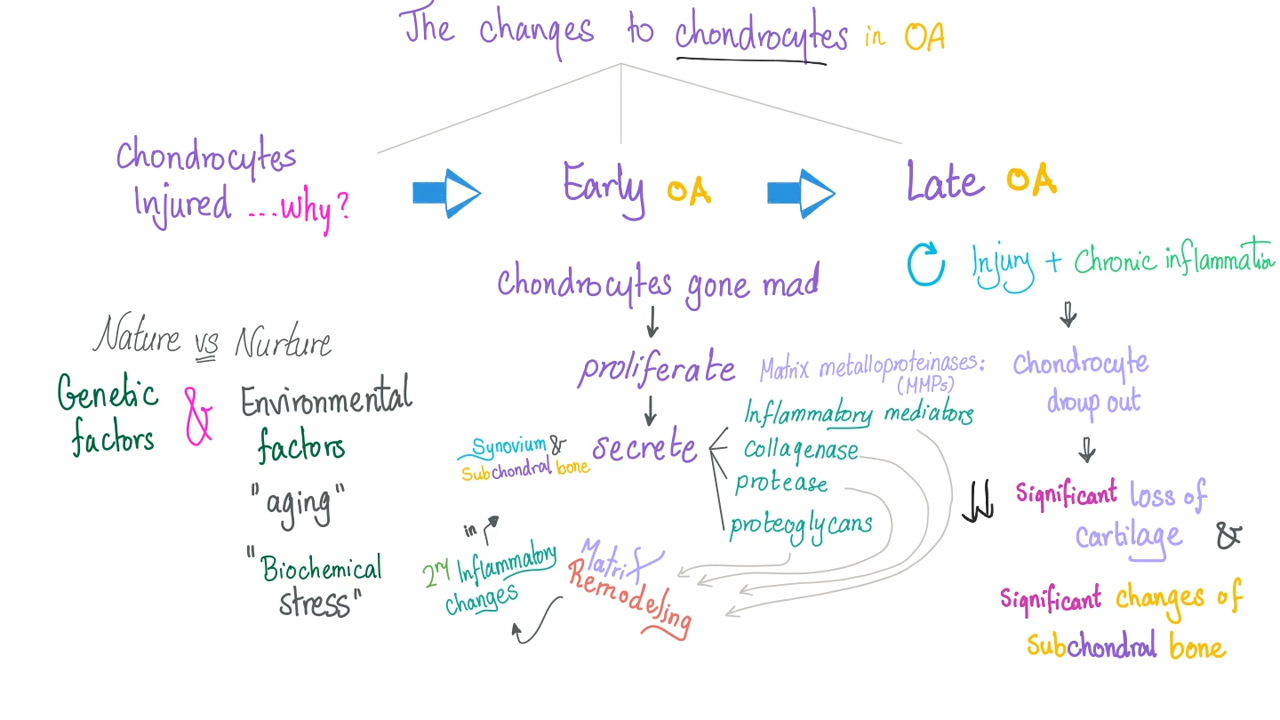 The changes to chondrocytes in OA
Chondrocytes
Injured ...why?
Nature vs Nurture
Genetic
factors
&
Environmental
factors
"aging"
"Biochemical
stress"
Early OA
Chondrocytes gone mad
proliferate
secrete
Matrix metalloproteinases:
(MMPs)
Inflammatory mediators
collagenase
protease
proteoglycans
Matrix
Remodeling
2ry Inflammatory
changes
in
Synovium &
Subchondral bone
Late OA
Injury + Chronic inflammation
Chondrocyte
droup out
Significant loss of
cartilage &
Significant changes of
Subchondral bone